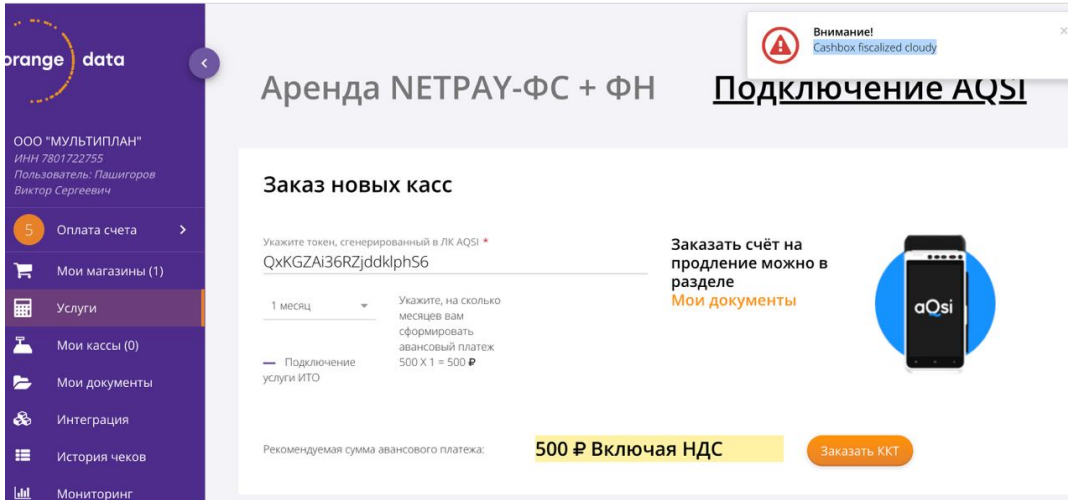 orange data
Внимание!
Cashbox fiscalized cloudy
Аренда NETPAY-ФС + ФН
Подключение AQSI
ООО "МУЛЬТИПЛАН"
ИНН 7801722755
Пользователь: Пашигоров
Виктор Сергеевич
5 Оплата счета
Мои магазины (1)
Услуги
Мои кассы (0)
Мои документы
Интеграция
История чеков
Мониторинг
Заказ новых касс
Укажите токен, сгенерированный в ЛК AQSI *
QxKGZAi36RZjddklphS6
1 месяц
Укажите, на сколько
месяцев вам
сформировать
авансовый платеж
500 X 1 = 500 ₽
Подключение
услуги ИТО
Заказать счёт на
продление можно в
разделе
Мои документы
aQsi
Рекомендуемая сумма авансового платежа:
500 ₽ Включая НДС
Заказать ККТ